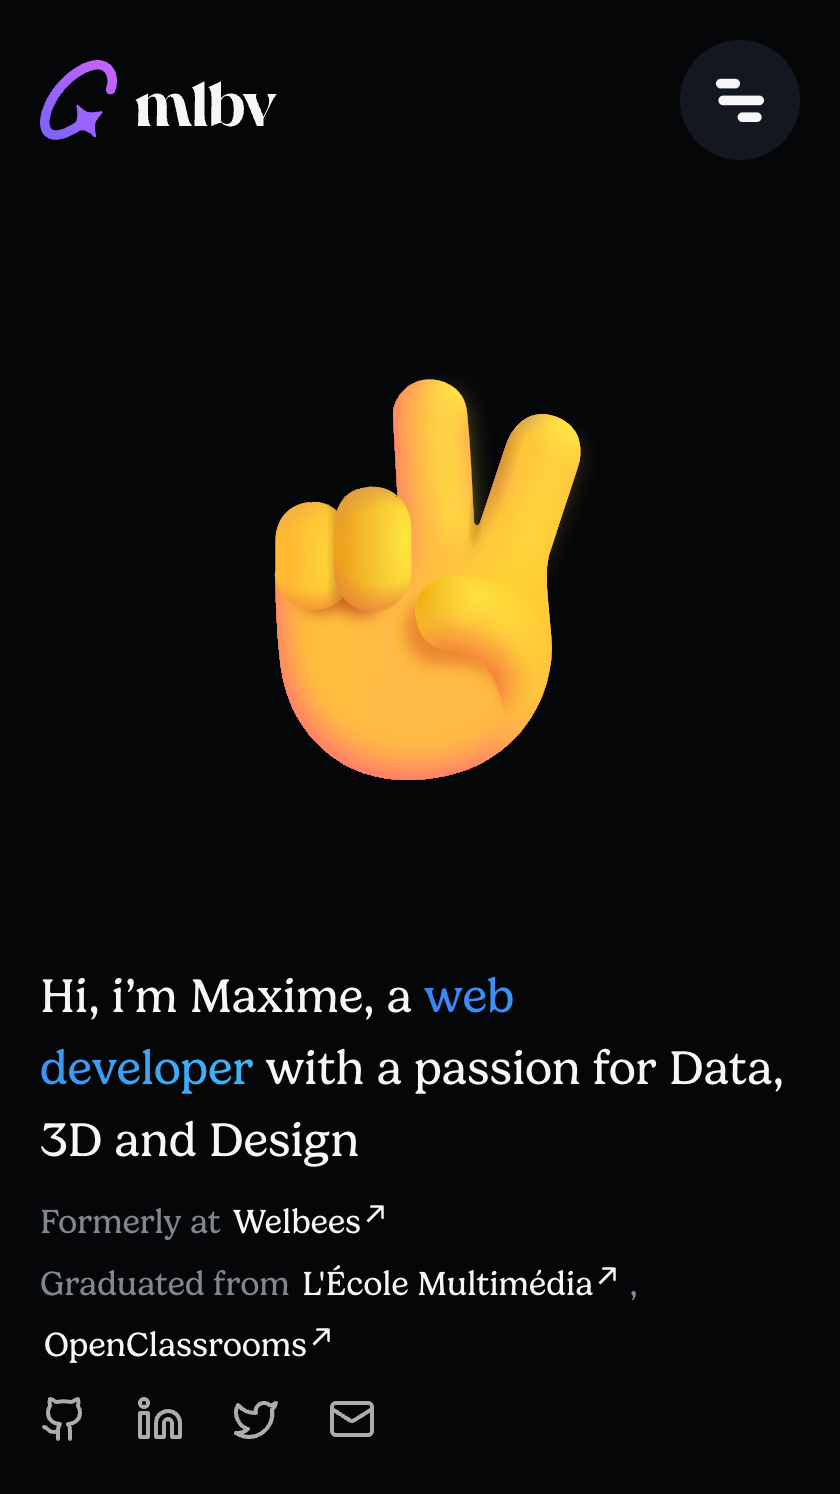 mlbv
Hi, i’m Maxime, a web
developer with a passion for Data,
3D and Design
Formerly at Welbees
Graduated from L'École Multimédia ,
OpenClassrooms
in